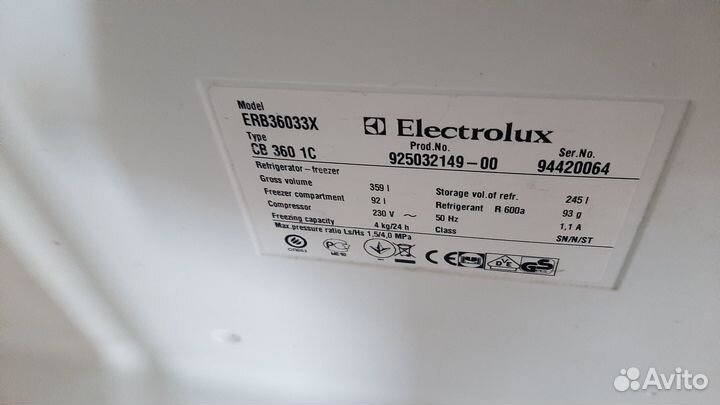 Model
ERB36033X
Type
CB 360 1C
Electrolux
Prod.No. Ser.No.
925032149-00 94420064
Refrigerator-freezer
Gross volume 359 l Storage vol.of refr. 245 l
Freezer compartment 92 l Refrigerant R 600a 93 g
Compressor 230 V ~ 50 Hz 1,1 A
Freezing capacity 4 kg/24 h Class SN/N/ST
Max.pressure ratio Ls/Hs 1,5/4,0 MPa
CE VDE GS
Avito